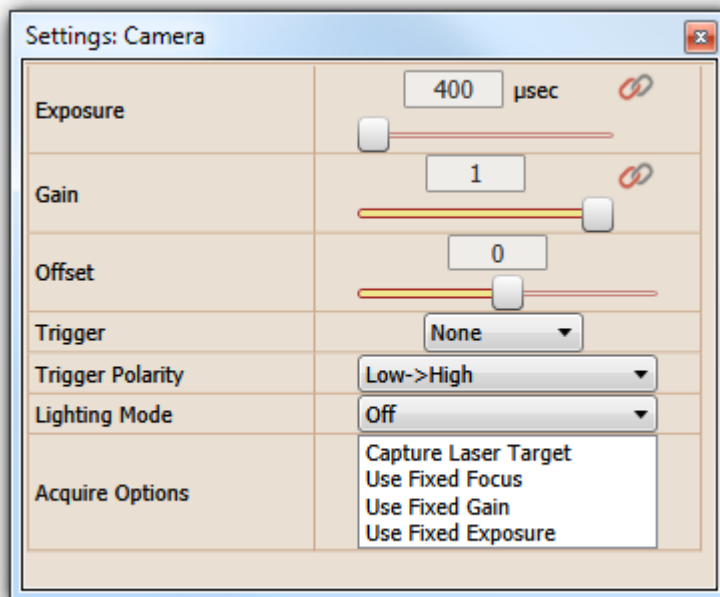 Settings: Camera
Exposure
400 µsec
Gain
1
Offset
0
Trigger
None
Trigger Polarity
Low->High
Lighting Mode
Off
Acquire Options
Capture Laser Target
Use Fixed Focus
Use Fixed Gain
Use Fixed Exposure